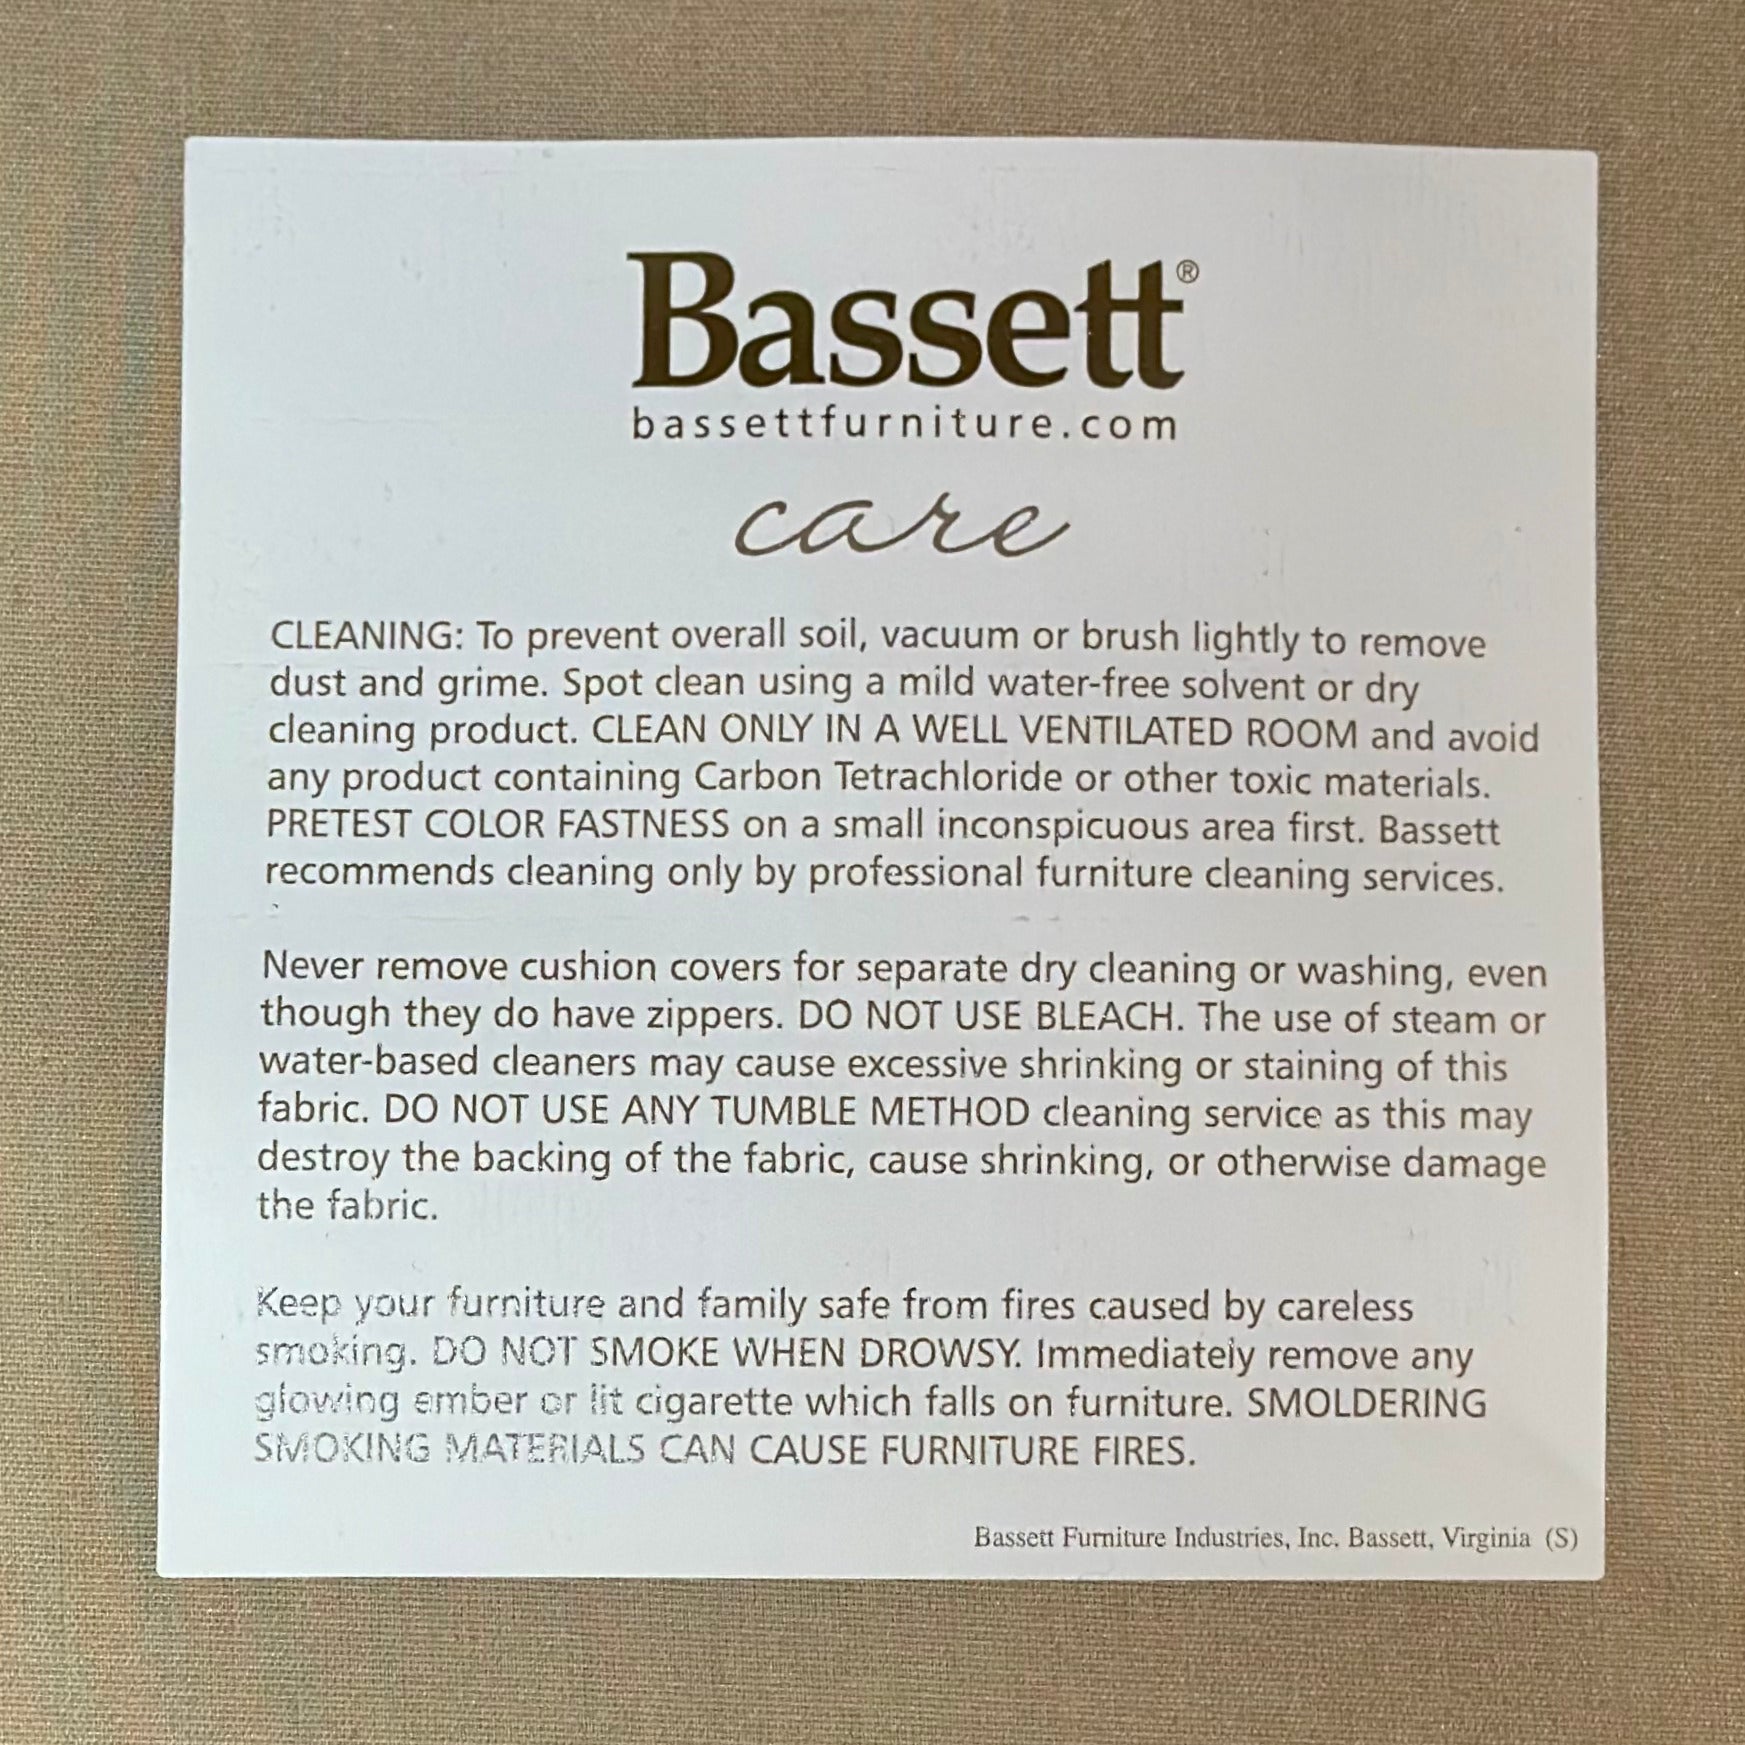 Bassett®
bassettfurniture.com
care
CLEANING: To prevent overall soil, vacuum or brush lightly to remove
dust and grime. Spot clean using a mild water-free solvent or dry
cleaning product. CLEAN ONLY IN A WELL VENTILATED ROOM and avoid
any product containing Carbon Tetrachloride or other toxic materials.
PRETEST COLOR FASTNESS on a small inconspicuous area first. Bassett
recommends cleaning only by professional furniture cleaning services.
Never remove cushion covers for separate dry cleaning or washing, even
though they do have zippers. DO NOT USE BLEACH. The use of steam or
water-based cleaners may cause excessive shrinking or staining of this
fabric. DO NOT USE ANY TUMBLE METHOD cleaning service as this may
destroy the backing of the fabric, cause shrinking, or otherwise damage
the fabric.
Keep your furniture and family safe from fires caused by careless
smoking. DO NOT SMOKE WHEN DROWSY. Immediately remove any
glowing ember or lit cigarette which falls on furniture. SMOLDERING
SMOKING MATERIALS CAN CAUSE FURNITURE FIRES.
Bassett Furniture Industries, Inc. Bassett, Virginia (S)